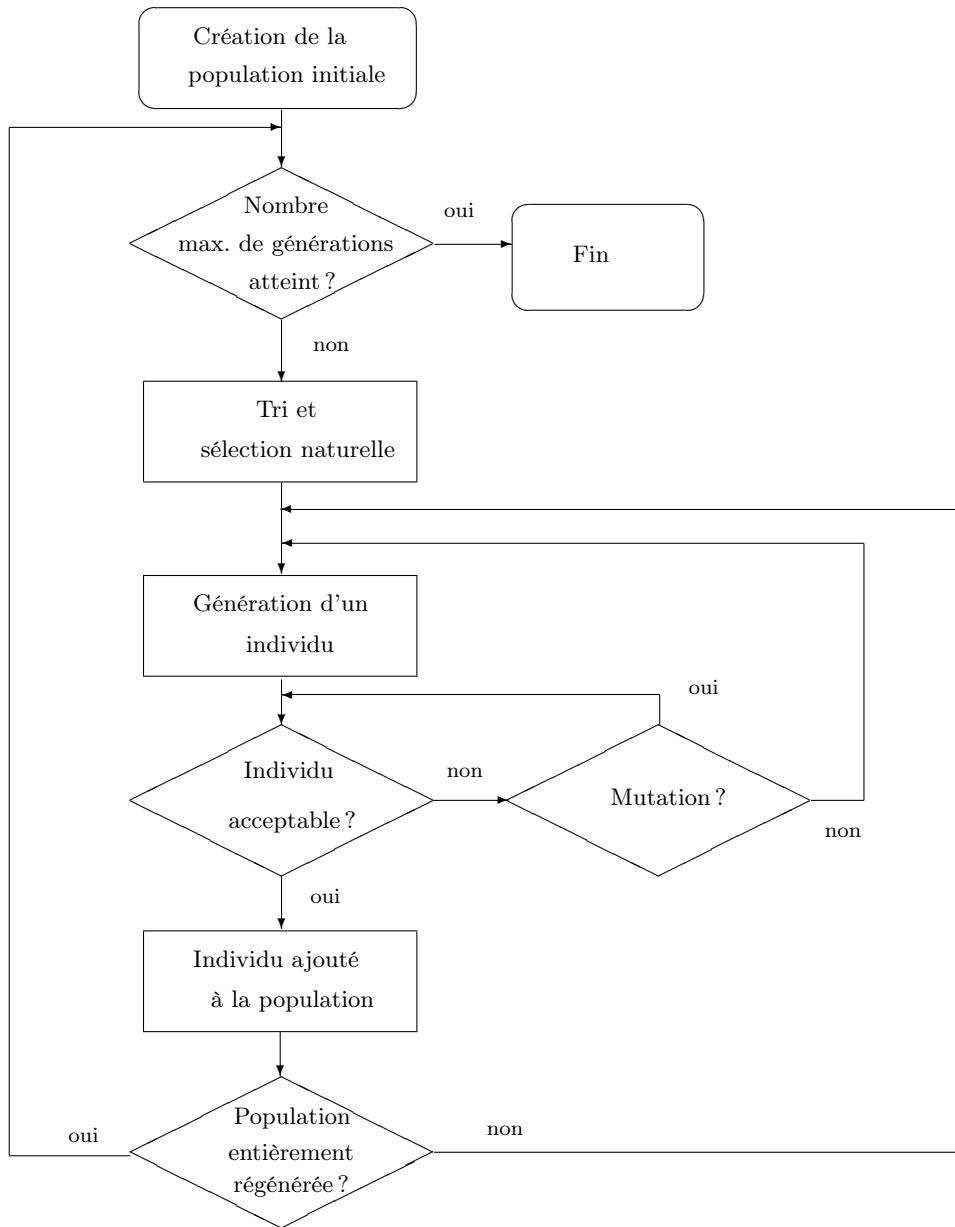 Création de la
population initiale
Nombre
max. de générations
atteint ?
oui
Fin
non
Tri et
sélection naturelle
Génération d'un
individu
oui
Individu
acceptable ?
non
Mutation ?
non
oui
Individu ajouté
à la population
oui
Population
entièrement
régénérée ?
non